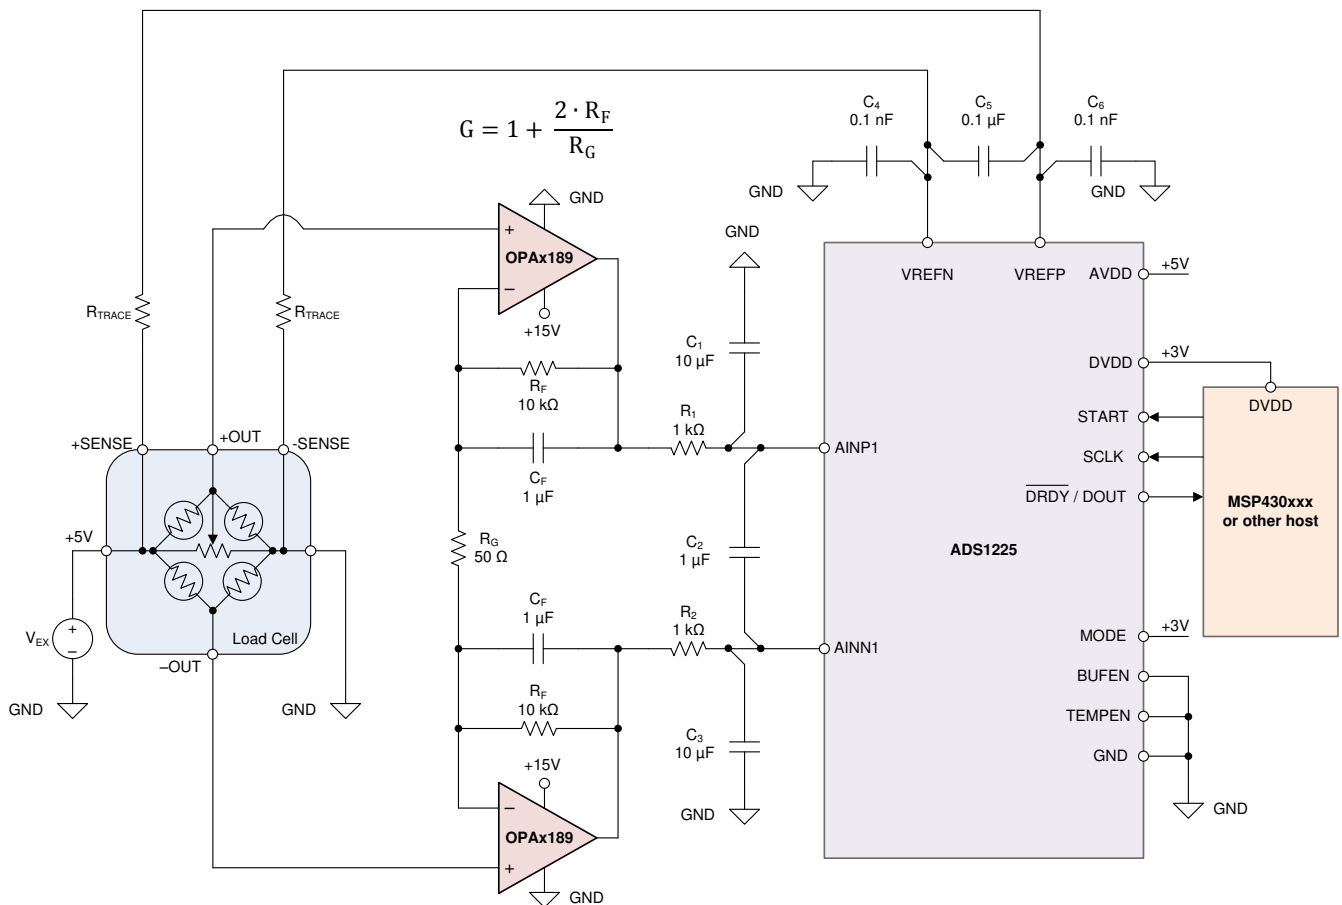 C4
0.1 nF
C5
0.1 µF
C6
0.1 nF
G = 1 + 2 · RF / RG
GND
GND
GND
GND
+
OPAx189
−
+15V
VREFN
VREFP
AVDD
+5V
RTRACE
RTRACE
C1
10 µF
DVDD
+3V
RF
10 kΩ
DVDD
START
R1
1 kΩ
+SENSE
+OUT
-SENSE
AINP1
SCLK
CF
1 µF
DRDY / DOUT
MSP430xxx
or other host
+5V
RG
50 Ω
C2
1 µF
ADS1225
CF
1 µF
R2
1 kΩ
VEX
+
−
Load Cell
−OUT
AINN1
MODE
+3V
BUFEN
RF
10 kΩ
GND
GND
TEMPEN
C3
10 µF
GND
+15V
−
OPAx189
+
GND
GND
GND